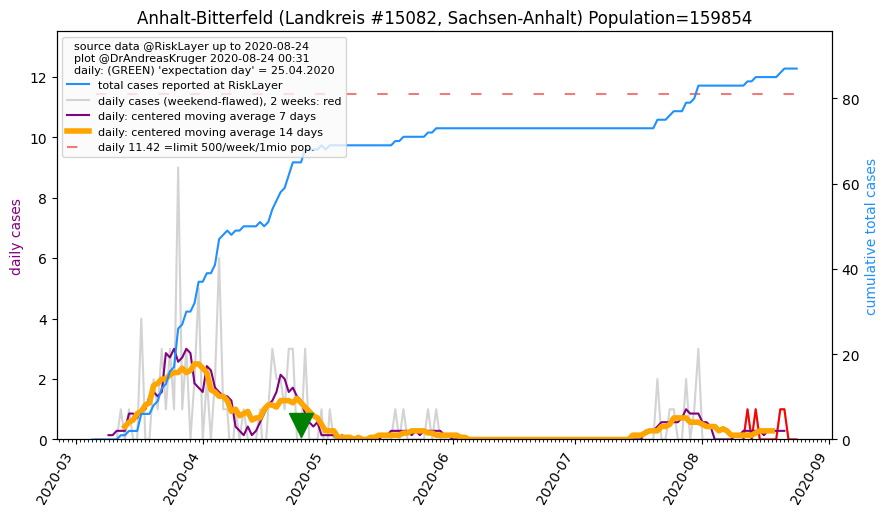 Anhalt-Bitterfeld (Landkreis #15082, Sachsen-Anhalt) Population=159854
source data @RiskLayer up to 2020-08-24
plot @DrAndreasKruger 2020-08-24 00:31
daily: (GREEN) 'expectation day' = 25.04.2020
total cases reported at RiskLayer
daily cases (weekend-flawed), 2 weeks: red
daily: centered moving average 7 days
daily: centered moving average 14 days
daily 11.42 =limit 500/week/1mio pop.
daily cases
12
10
8
6
4
2
0
cumulative total cases
80
60
40
20
0
2020-03
2020-04
2020-05
2020-06
2020-07
2020-08
2020-09